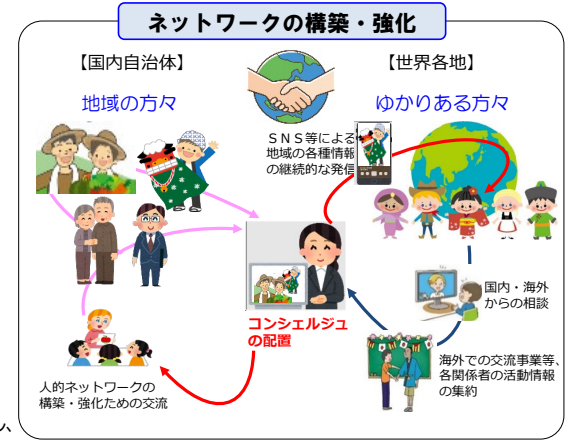 ネットワークの構築・強化
【国内自治体】
【世界各地】
地域の方々
ゆかりある方々
ＳＮＳ等による
地域の各種情報
の継続的な発信
コンシェルジュ
の配置
国内・海外
からの相談
人的ネットワークの
構築・強化ための交流
海外での交流事業等、
各関係者の活動情報
の集約